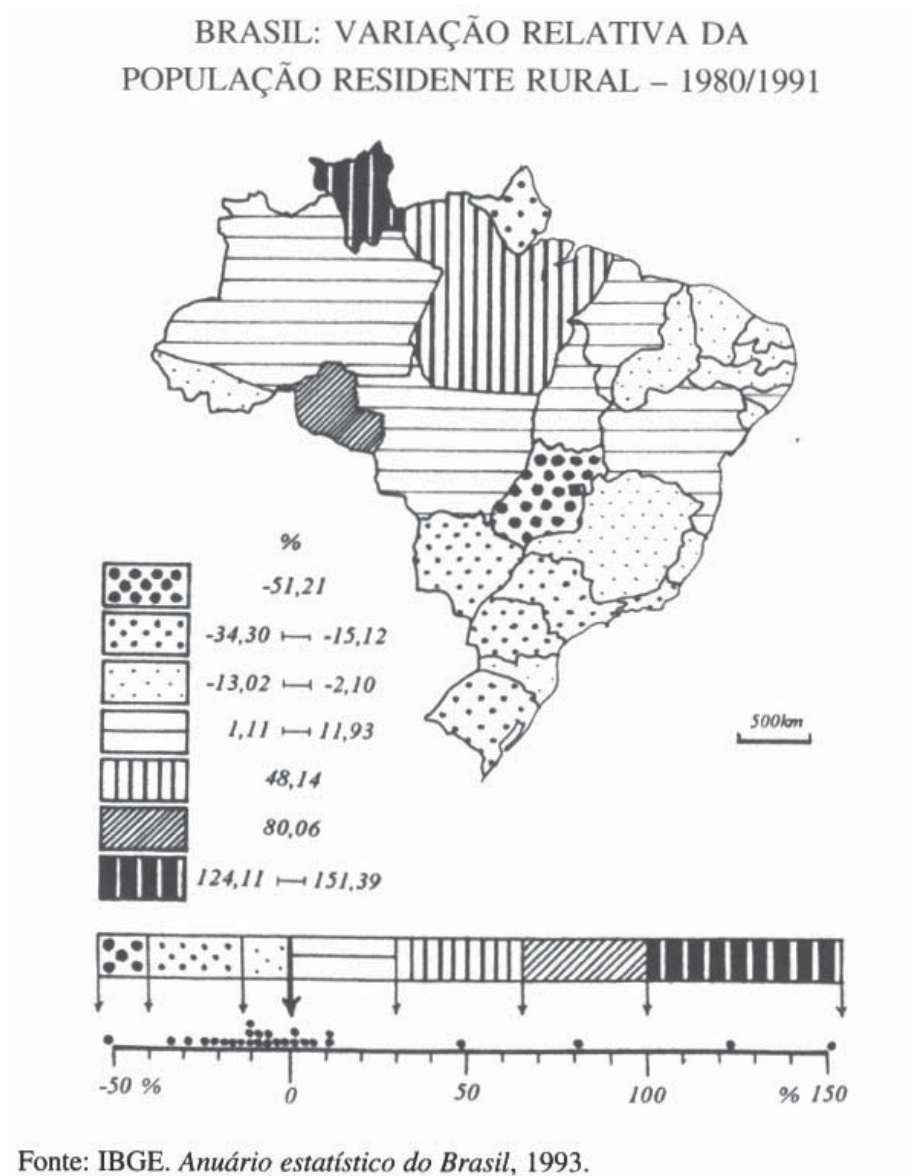 BRASIL: VARIAÇÃO RELATIVA DA
POPULAÇÃO RESIDENTE RURAL – 1980/1991
%
-51,21
-34,30 ⊢⊣ -15,12
-13,02 ⊢⊣ -2,10
1,11 ⊢⊣ 11,93
48,14
80,06
124,11 ⊢⊣ 151,39
500km
-50 % 0 50 100 % 150
Fonte: IBGE. Anuário estatístico do Brasil, 1993.